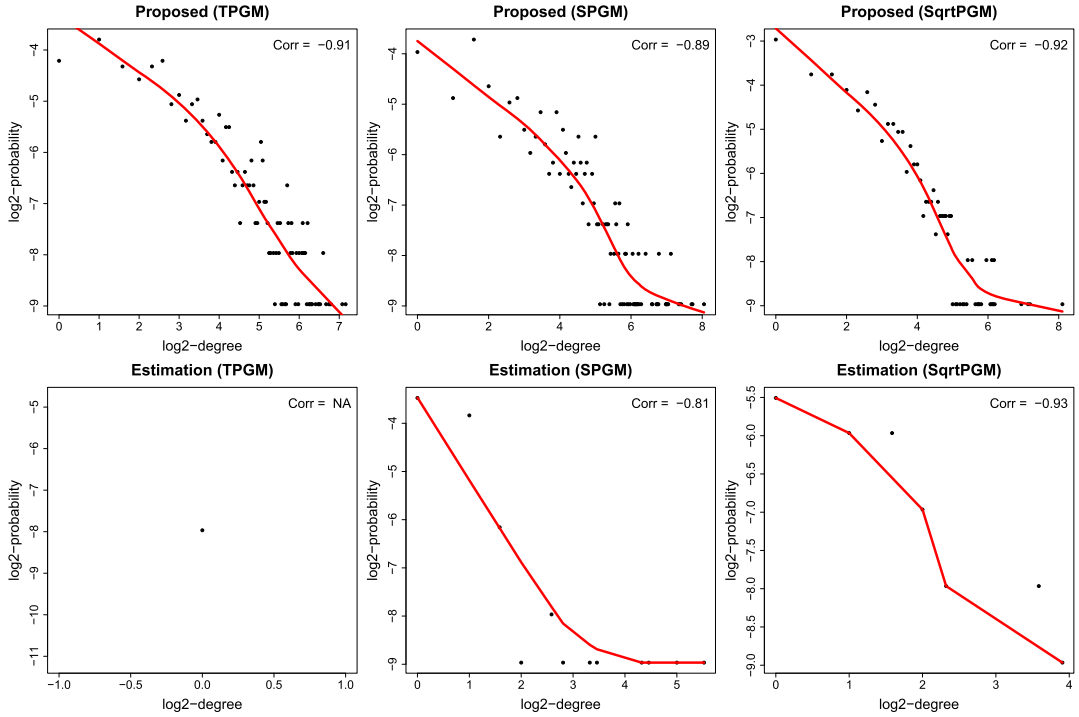 Proposed (TPGM)
Corr = −0.91
−4
−5
−6
−7
−8
−9
log2−probability
0 1 2 3 4 5 6 7
log2−degree
Proposed (SPGM)
Corr = −0.89
−4
−5
−6
−7
−8
−9
log2−probability
0 2 4 6 8
log2−degree
Proposed (SqrtPGM)
Corr = −0.92
−3
−4
−5
−6
−7
−8
−9
log2−probability
0 2 4 6 8
log2−degree
Estimation (TPGM)
Corr = NA
−5
−6
−7
−8
−9
−10
−11
log2−probability
−1.0 −0.5 0.0 0.5 1.0
log2−degree
Estimation (SPGM)
Corr = −0.81
−4
−5
−6
−7
−8
−9
log2−probability
0 1 2 3 4 5
log2−degree
Estimation (SqrtPGM)
Corr = −0.93
−5.5
−6.0
−6.5
−7.0
−7.5
−8.0
−8.5
−9.0
log2−probability
0 1 2 3 4
log2−degree